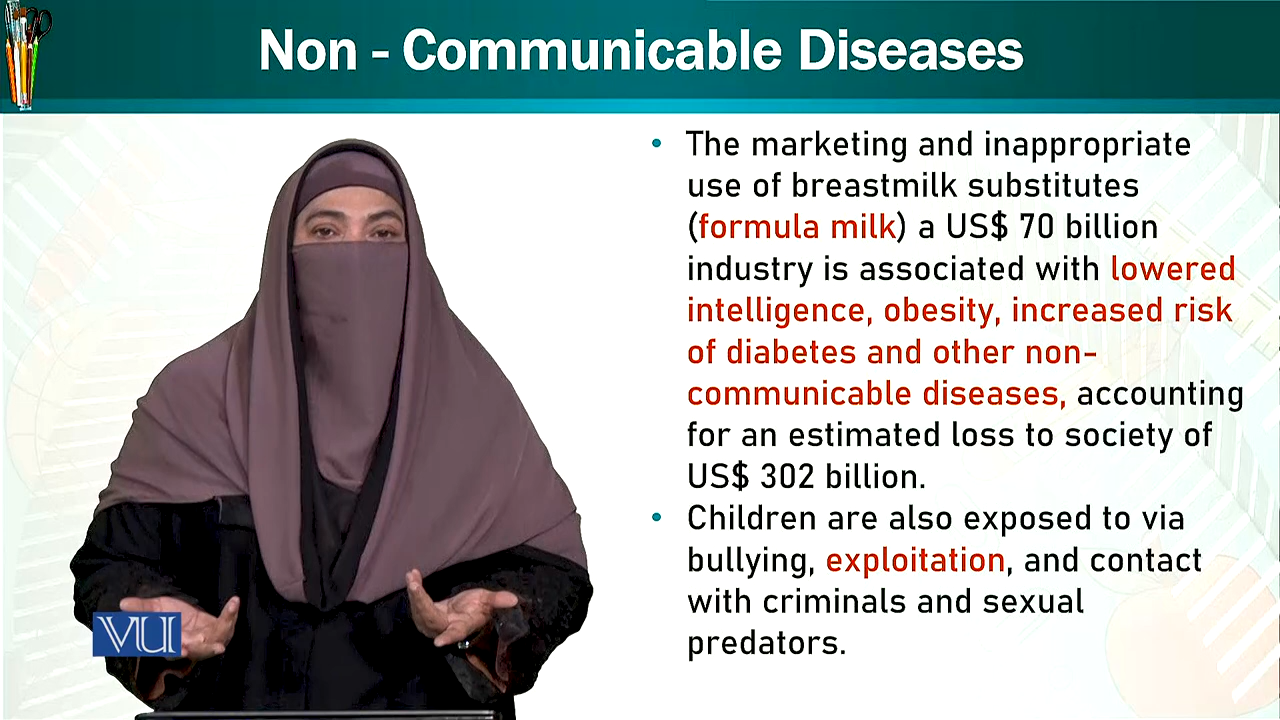 Non - Communicable Diseases
• The marketing and inappropriate
use of breastmilk substitutes
(formula milk) a US$ 70 billion
industry is associated with lowered
intelligence, obesity, increased risk
of diabetes and other non-
communicable diseases, accounting
for an estimated loss to society of
US$ 302 billion.
• Children are also exposed to via
bullying, exploitation, and contact
with criminals and sexual
predators.
VU